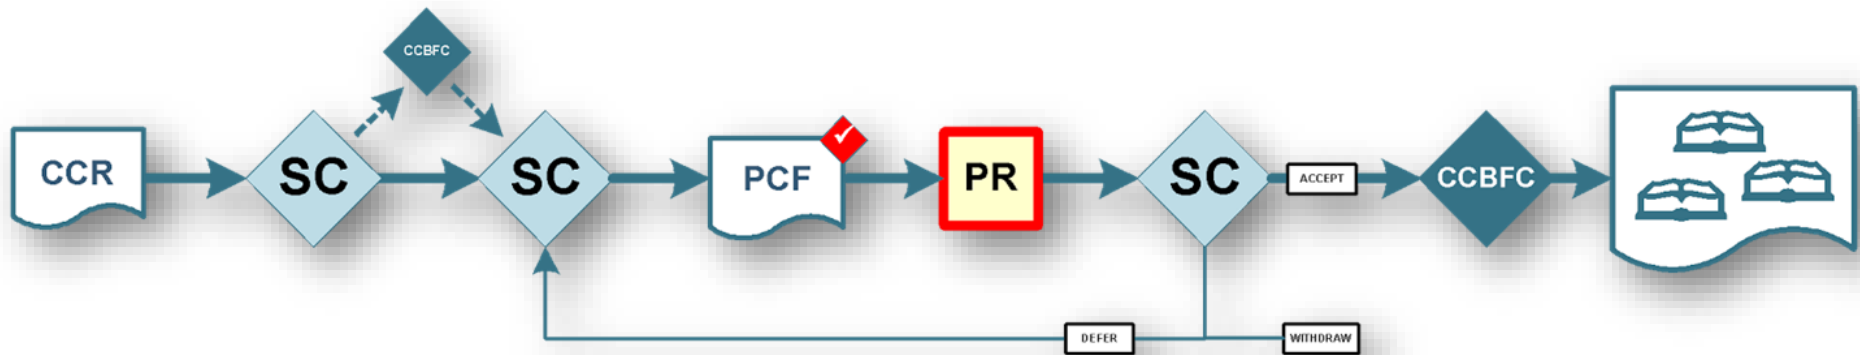 CCBFC
CCR
SC
SC
PCF
PR
SC
ACCEPT
CCBFC
DEFER
WITHDRAW